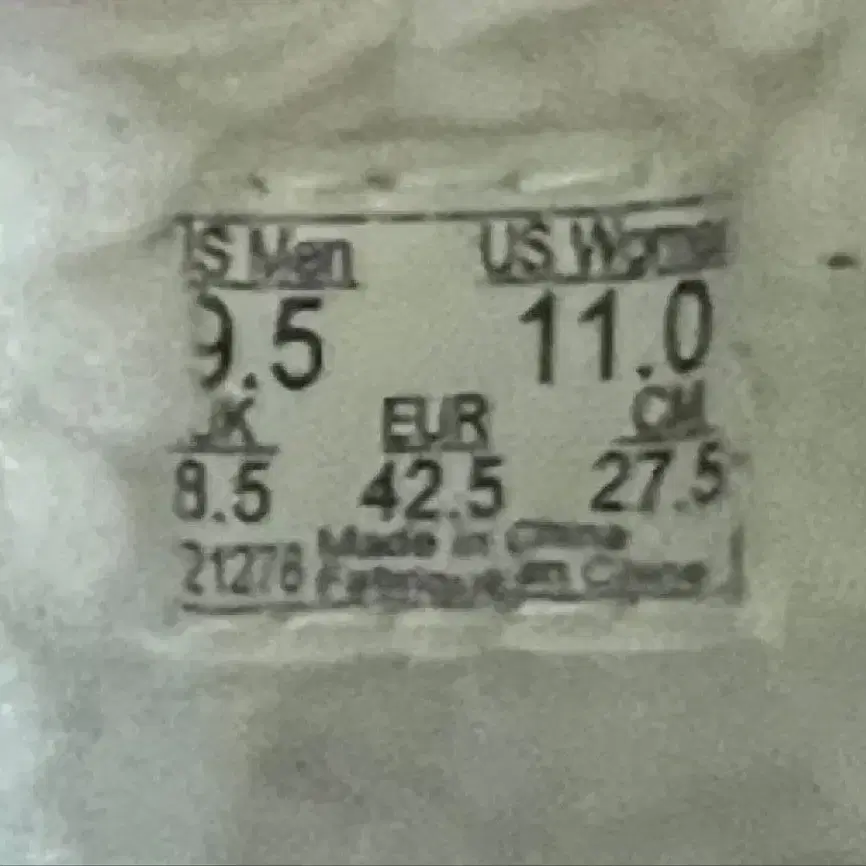 US Men US Women
9.5 11.0
UK EUR CM
8.5 42.5 27.5
21278 Made in China
Fabriqué en Chine